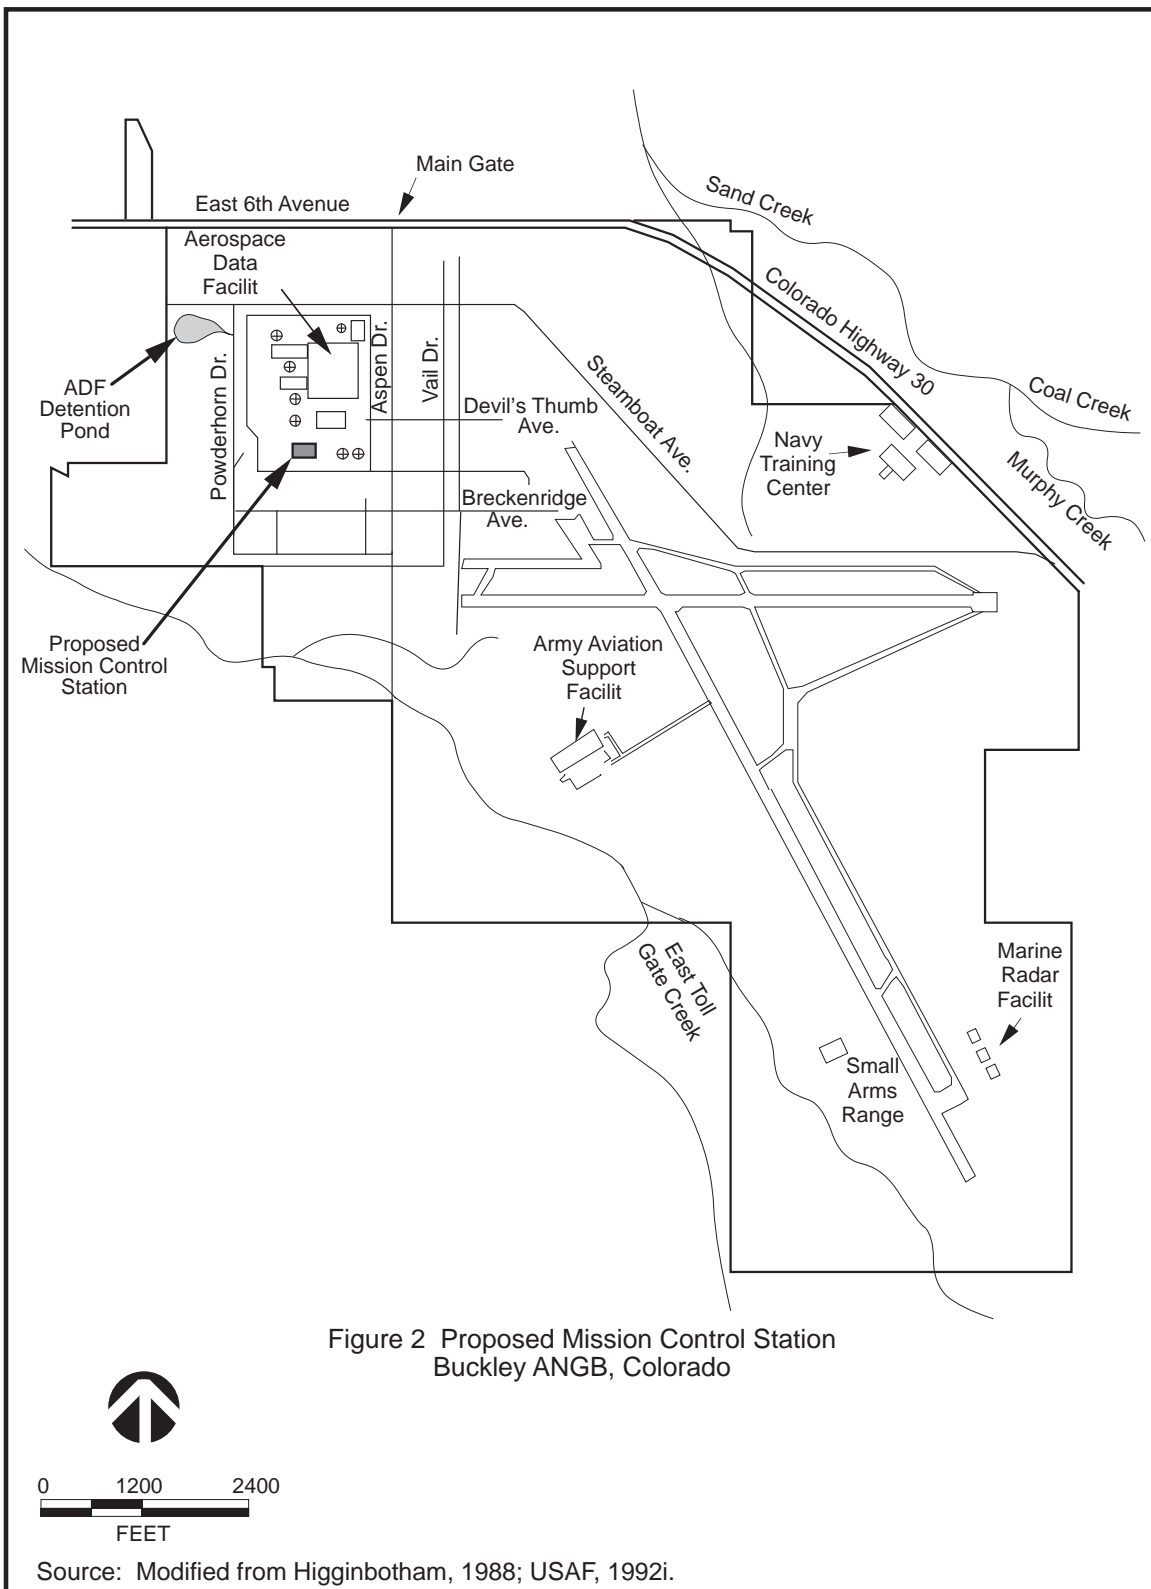 Main Gate
East 6th Avenue
Sand Creek
Aerospace
Data
Facilit
Colorado Highway 30
ADF
Detention
Pond
Powderhorn Dr.
Aspen Dr.
Vail Dr.
Steamboat Ave.
Devil's Thumb
Ave.
Coal Creek
Navy
Training
Center
Murphy Creek
Breckenridge
Ave.
Proposed
Mission Control
Station
Army Aviation
Support
Facilit
East Toll
Gate Creek
Marine
Radar
Facilit
Small
Arms
Range
Figure 2 Proposed Mission Control Station
Buckley ANGB, Colorado
0 1200 2400
FEET
Source: Modified from Higginbotham, 1988; USAF, 1992i.